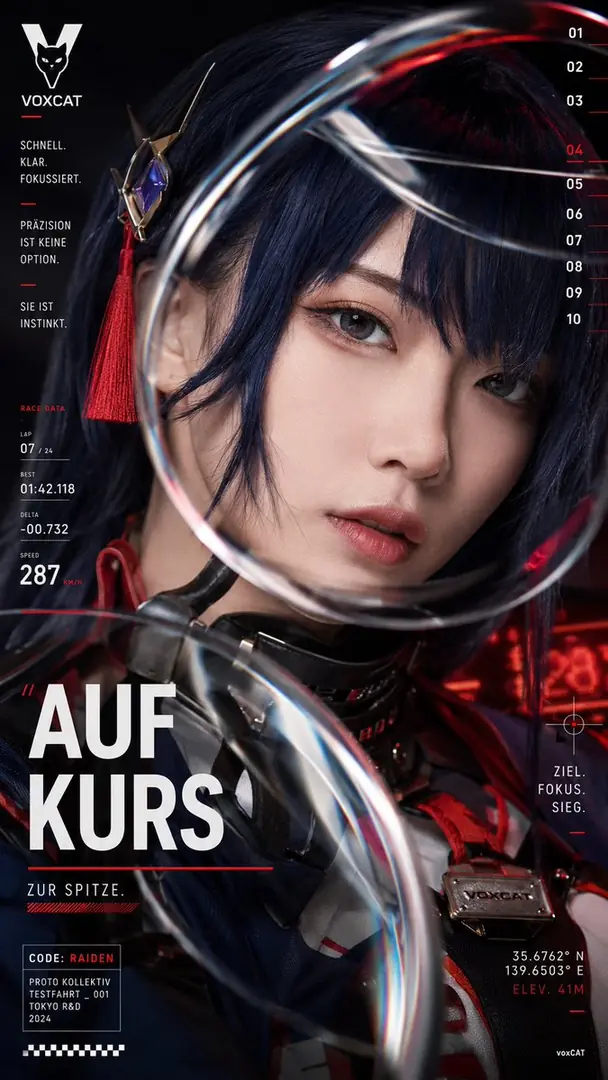 VOXCAT
SCHNELL.
KLAR.
FOKUSSIERT.
PRÄZISION
IST KEINE
OPTION.
SIE IST
INSTINKT.
RACE DATA
LAP
07 / 24
BEST
01:42.118
DELTA
-00.732
SPEED
287 KM/H
01
02
03
04
05
06
07
08
09
10
"AUF
KURS
ZUR SPITZE.
ZIEL.
FOKUS.
SIEG.
VOXCAT
CODE: RAIDEN
PROTO KOLLEKTIV
TESTFAHRT _ 001
TOKYO R&D
2024
35.6762° N
139.6503° E
ELEV. 41M
voxCAT